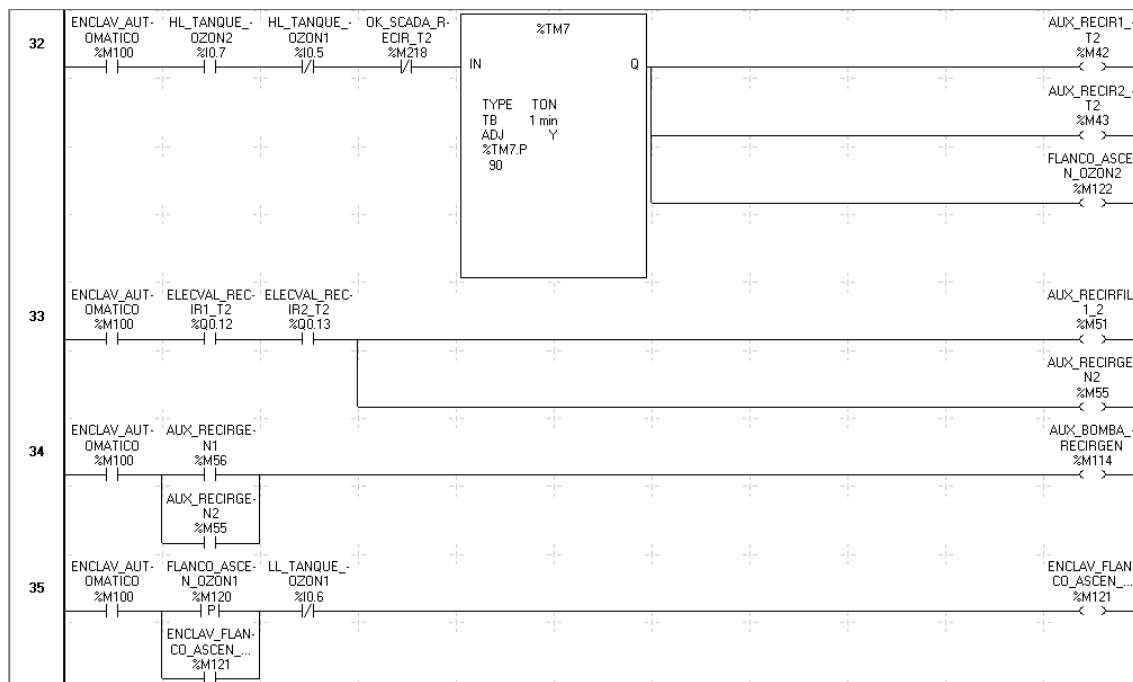 32
ENCLAV_AUT-
OMATICO
%M100
HL_TANQUE_-
OZON2
%I0.7
HL_TANQUE_-
OZON1
%I0.5
OK_SCADA_R-
ECIR_T2
%M218
%TM7
IN
Q
TYPE TON
TB 1 min
ADJ Y
%TM7.P
90
AUX_RECIR1_-
T2
%M42
AUX_RECIR2_-
T2
%M43
FLANCO_ASCE
N_OZON2
%M122
33
ENCLAV_AUT-
OMATICO
%M100
ELECVAL_REC-
IR1_T2
%Q0.12
ELECVAL_REC-
IR2_T2
%Q0.13
AUX_RECIRFIL
1_2
%M51
AUX_RECIRGE
N2
%M55
34
ENCLAV_AUT-
OMATICO
%M100
AUX_RECIRGE-
N1
%M56
AUX_BOMBA_-
RECIRGEN
%M114
AUX_RECIRGE-
N2
%M55
35
ENCLAV_AUT-
OMATICO
%M100
FLANCO_ASCE-
N_OZON1
%M120
P
LL_TANQUE_-
OZON1
%I0.6
ENCLAV_FLAN
CO_ASCEN_...
%M121
ENCLAV_FLAN-
CO_ASCEN_...
%M121